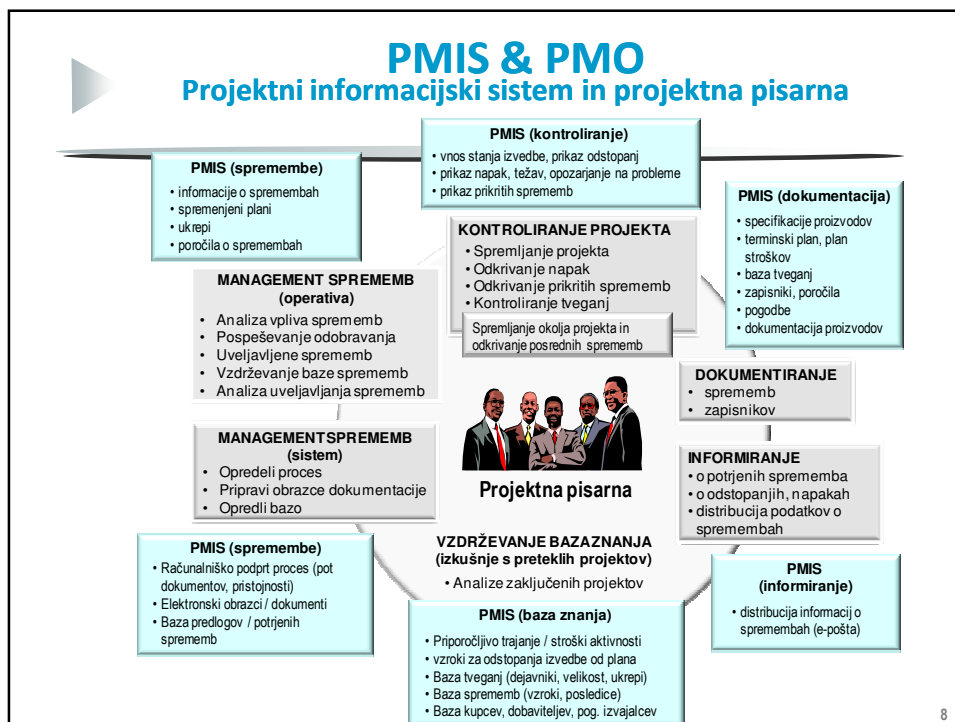 PMIS & PMO
Projektni informacijski sistem in projektna pisarna
PMIS (kontroliranje)
• vnos stanja izvedbe, prikaz odstopanj
• prikaz napak, težav, opozarjanje na probleme
• prikaz prikritih sprememb
PMIS (spremembe)
• informacije o spremembah
• spremenjeni plani
• ukrepi
• poročila o spremembah
PMIS (dokumentacija)
• specifikacije proizvodov
• terminski plan, plan
stroškov
• baza tveganj
• zapisniki, poročila
• pogodbe
• dokumentacija proizvodov
KONTROLIRANJE PROJEKTA
• Spremljanje projekta
• Odkrivanje napak
• Odkrivanje prikritih sprememb
• Kontroliranje tveganj
Spremljanje okolja projekta in
odkrivanje posrednih sprememb
MANAGEMENT SPREMEMB
(operativa)
• Analiza vpliva sprememb
• Pospeševanje odobravanja
• Uveljavljene sprememb
• Vzdrževanje baze sprememb
• Analiza uveljavljanja sprememb
DOKUMENTIRANJE
• sprememb
• zapisnikov
MANAGEMENT SPREMEMB
(sistem)
• Opredeli proces
• Pripravi obrazce dokumentacije
• Opredli bazo
Projektna pisarna
INFORMIRANJE
• o potrjenih sprememba
• o odstopanjih, napakah
• distribucija podatkov o
spremembah
VZDRŽEVANJE BAZA ZNANJA
(izkušnje s preteklih projektov)
• Analize zaključenih projektov
PMIS (spremembe)
• Računalniško podprt proces (pot
dokumentov, pristojnosti)
• Elektronski obrazci / dokumenti
• Baza predlogov / potrjenih
sprememb
PMIS
(informiranje)
• distribucija informacij o
spremembah (e-pošta)
PMIS (baza znanja)
• Priporočljivo trajanje / stroški aktivnosti
• vzroki za odstopanja izvedbe od plana
• Baza tveganj (dejavniki, velikost, ukrepi)
• Baza sprememb (vzroki, posledice)
• Baza kupcev, dobaviteljev, pog. izvajalcev
8